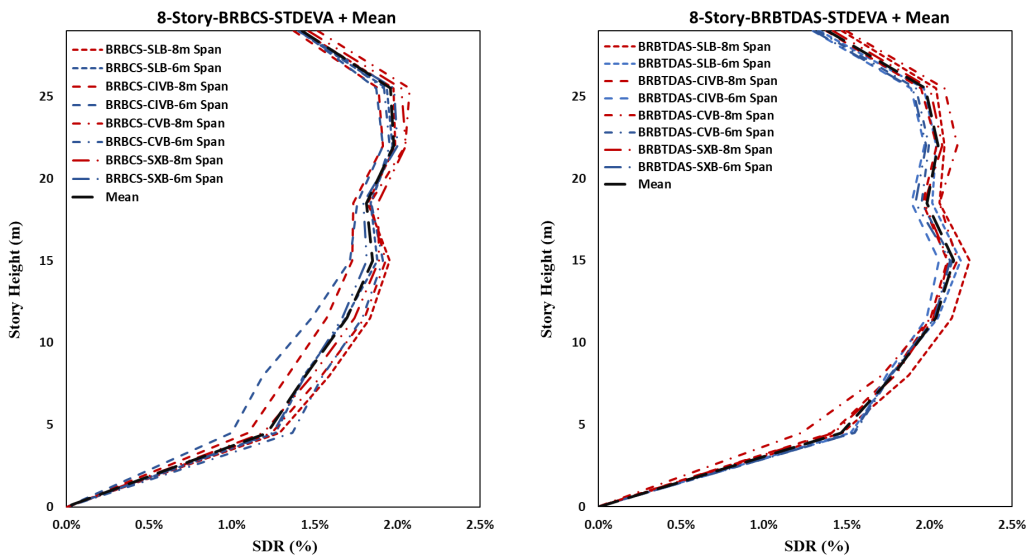 8-Story-BRBCS-STDEVA + Mean
BRBCS-SLB-8m Span
BRBCS-SLB-6m Span
BRBCS-CIVB-8m Span
BRBCS-CIVB-6m Span
BRBCS-CVB-8m Span
BRBCS-CVB-6m Span
BRBCS-SXB-8m Span
BRBCS-SXB-6m Span
Mean
25
20
15
10
5
0
0.0%
0.5%
1.0%
1.5%
2.0%
2.5%
Story Height (m)
SDR (%)
8-Story-BRBTDAS-STDEVA + Mean
BRBTDAS-SLB-8m Span
BRBTDAS-SLB-6m Span
BRBTDAS-CIVB-8m Span
BRBTDAS-CIVB-6m Span
BRBTDAS-CVB-8m Span
BRBTDAS-CVB-6m Span
BRBTDAS-SXB-8m Span
BRBTDAS-SXB-6m Span
Mean
25
20
15
10
5
0
0.0%
0.5%
1.0%
1.5%
2.0%
2.5%
Story Height (m)
SDR (%)